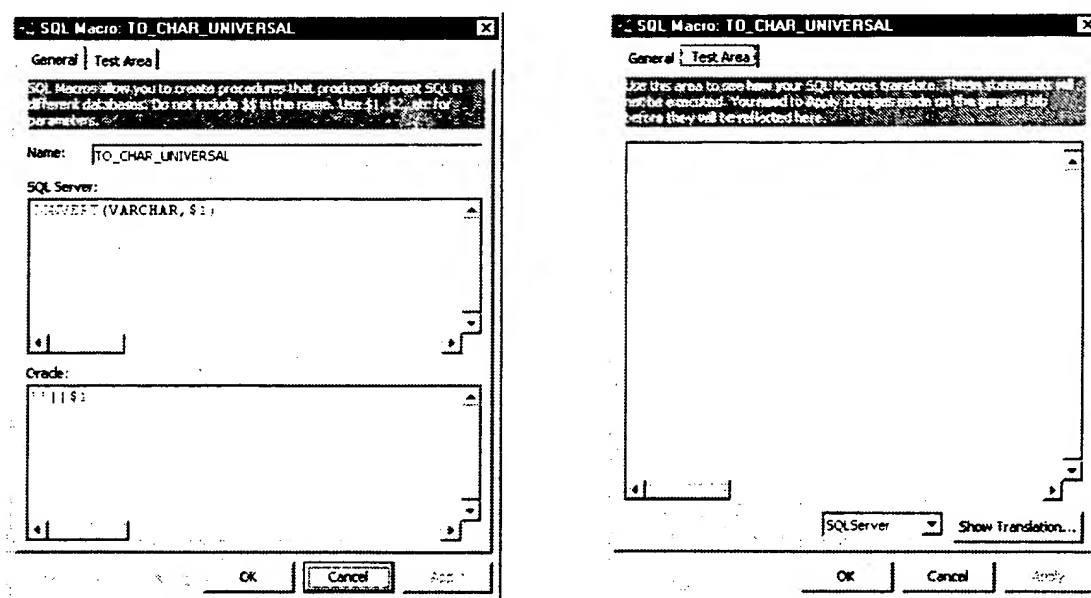 SQL Macro: TO_CHAR_UNIVERSAL
General Test Area
SQL Macros allow you to create procedures that produce different SQL in
different databases. Do not include $$ in the name. Use $1, $2, etc for
parameters.
Name: TO_CHAR_UNIVERSAL
SQL Server:
CONVERT(VARCHAR,$1)
Oracle:
''||$1
OK Cancel Apply
SQL Macro: TO_CHAR_UNIVERSAL
General Test Area
Use this area to see how your SQL Macros translate. These statements will
not be executed. You need to Apply changes made on the general tab
before they will be reflected here.
SQLServer Show Translation...
OK Cancel Apply